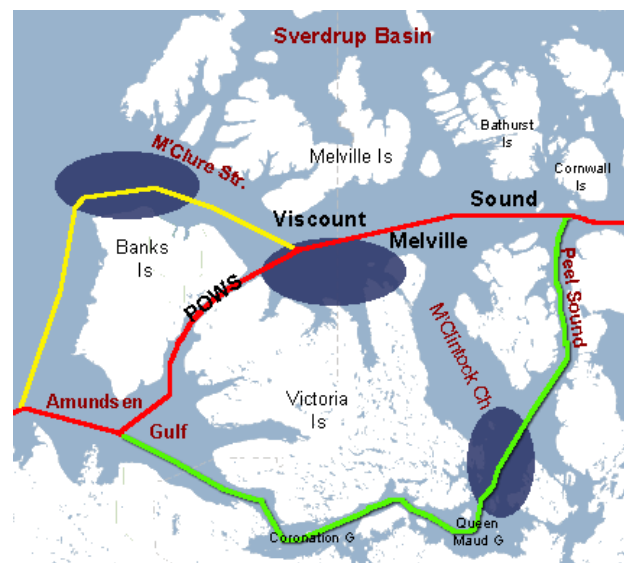 Sverdrup Basin
Bathurst
Is
M'Clure Str.
Melville Is
Cornwall
Is
Sound
Viscount
Melville
Banks
Is
POWS
Peel Sound
M'Clintock Ch
Amundsen
Victoria
Is
Gulf
Queen
Maud G
Coronation G